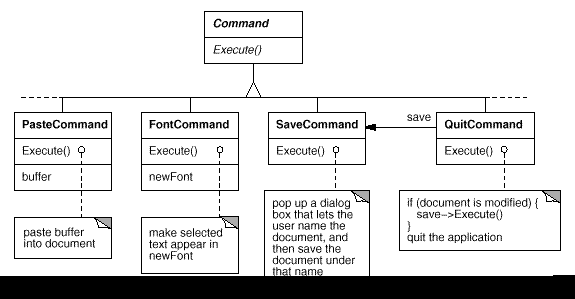 Command
Execute()
save
PasteCommand
Execute()
buffer
paste buffer
into document
FontCommand
Execute()
newFont
make selected
text appear in
newFont
SaveCommand
Execute()
pop up a dialog
box that lets the
user name the
document, and
then save the
document under
that name
QuitCommand
Execute()
if (document is modified) {
save->Execute()
}
quit the application